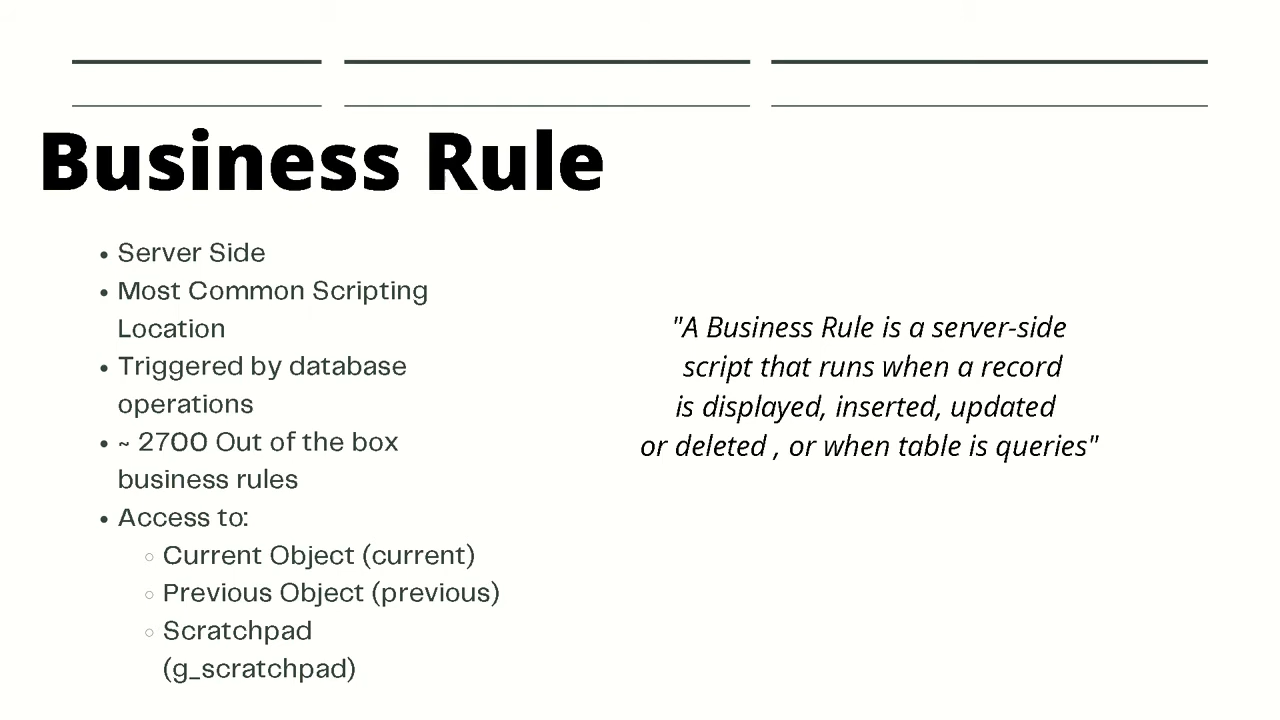 Business Rule
• Server Side
• Most Common Scripting
Location
• Triggered by database
operations
• ~ 2700 Out of the box
business rules
• Access to:
○ Current Object (current)
○ Previous Object (previous)
○ Scratchpad
(g_scratchpad)
"A Business Rule is a server-side
script that runs when a record
is displayed, inserted, updated
or deleted , or when table is queries"